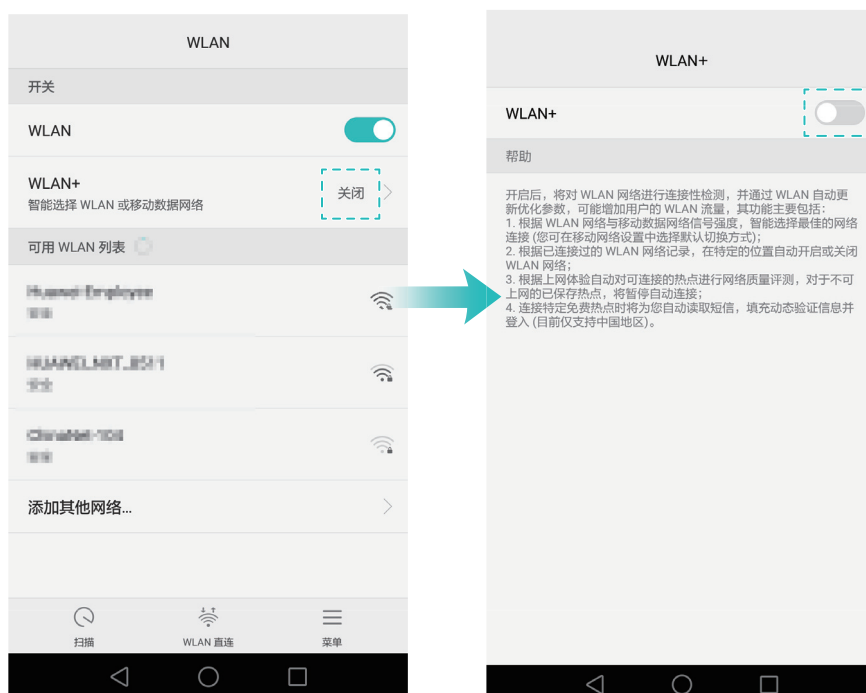 WLAN
开关
WLAN
WLAN+
智能选择 WLAN 或移动数据网络
关闭
可用 WLAN 列表
添加其他网络...
扫描
WLAN 直连
菜单
WLAN+
WLAN+
帮助
开启后，将对 WLAN 网络进行连接性检测，并通过 WLAN 自动更
新优化参数，可能增加用户的 WLAN 流量，其功能主要包括：
1. 根据 WLAN 网络与移动数据网络信号强度，智能选择最佳的网络
连接 (您可在移动网络设置中选择默认切换方式)；
2. 根据已连接过的 WLAN 网络记录，在特定的位置自动开启或关闭
WLAN 网络；
3. 根据上网体验自动对可连接的热点进行网络质量评测，对于不可
上网的已保存热点，将暂停自动连接；
4. 连接特定免费热点时将为您自动读取短信，填充动态验证信息并
登入 (目前仅支持中国地区)。